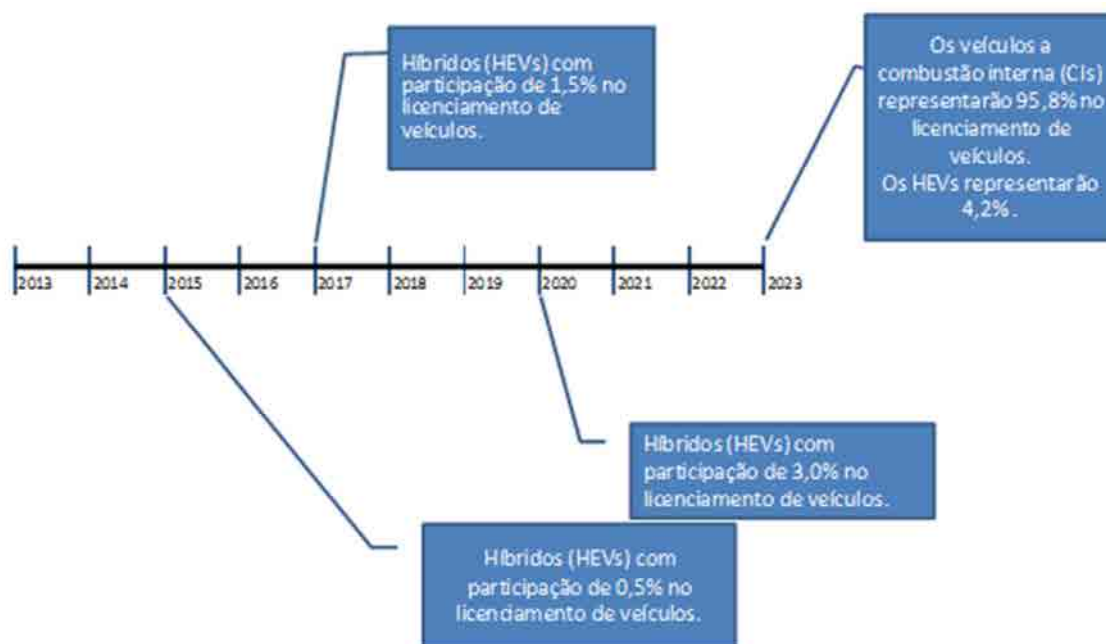 Híbridos (HEVs) com
participação de 1,5% no
licenciamento de
veículos.
Os veículos a
combustão interna (CIs)
representarão 95,8% no
licenciamento de
veículos.
Os HEVs representarão
4,2% .
2013 2014 2015 2016 2017 2018 2019 2020 2021 2022 2023
Híbridos (HEVs) com
participação de 3,0% no
licenciamento de veículos.
Híbridos (HEVs) com
participação de 0,5% no
licenciamento de veículos.